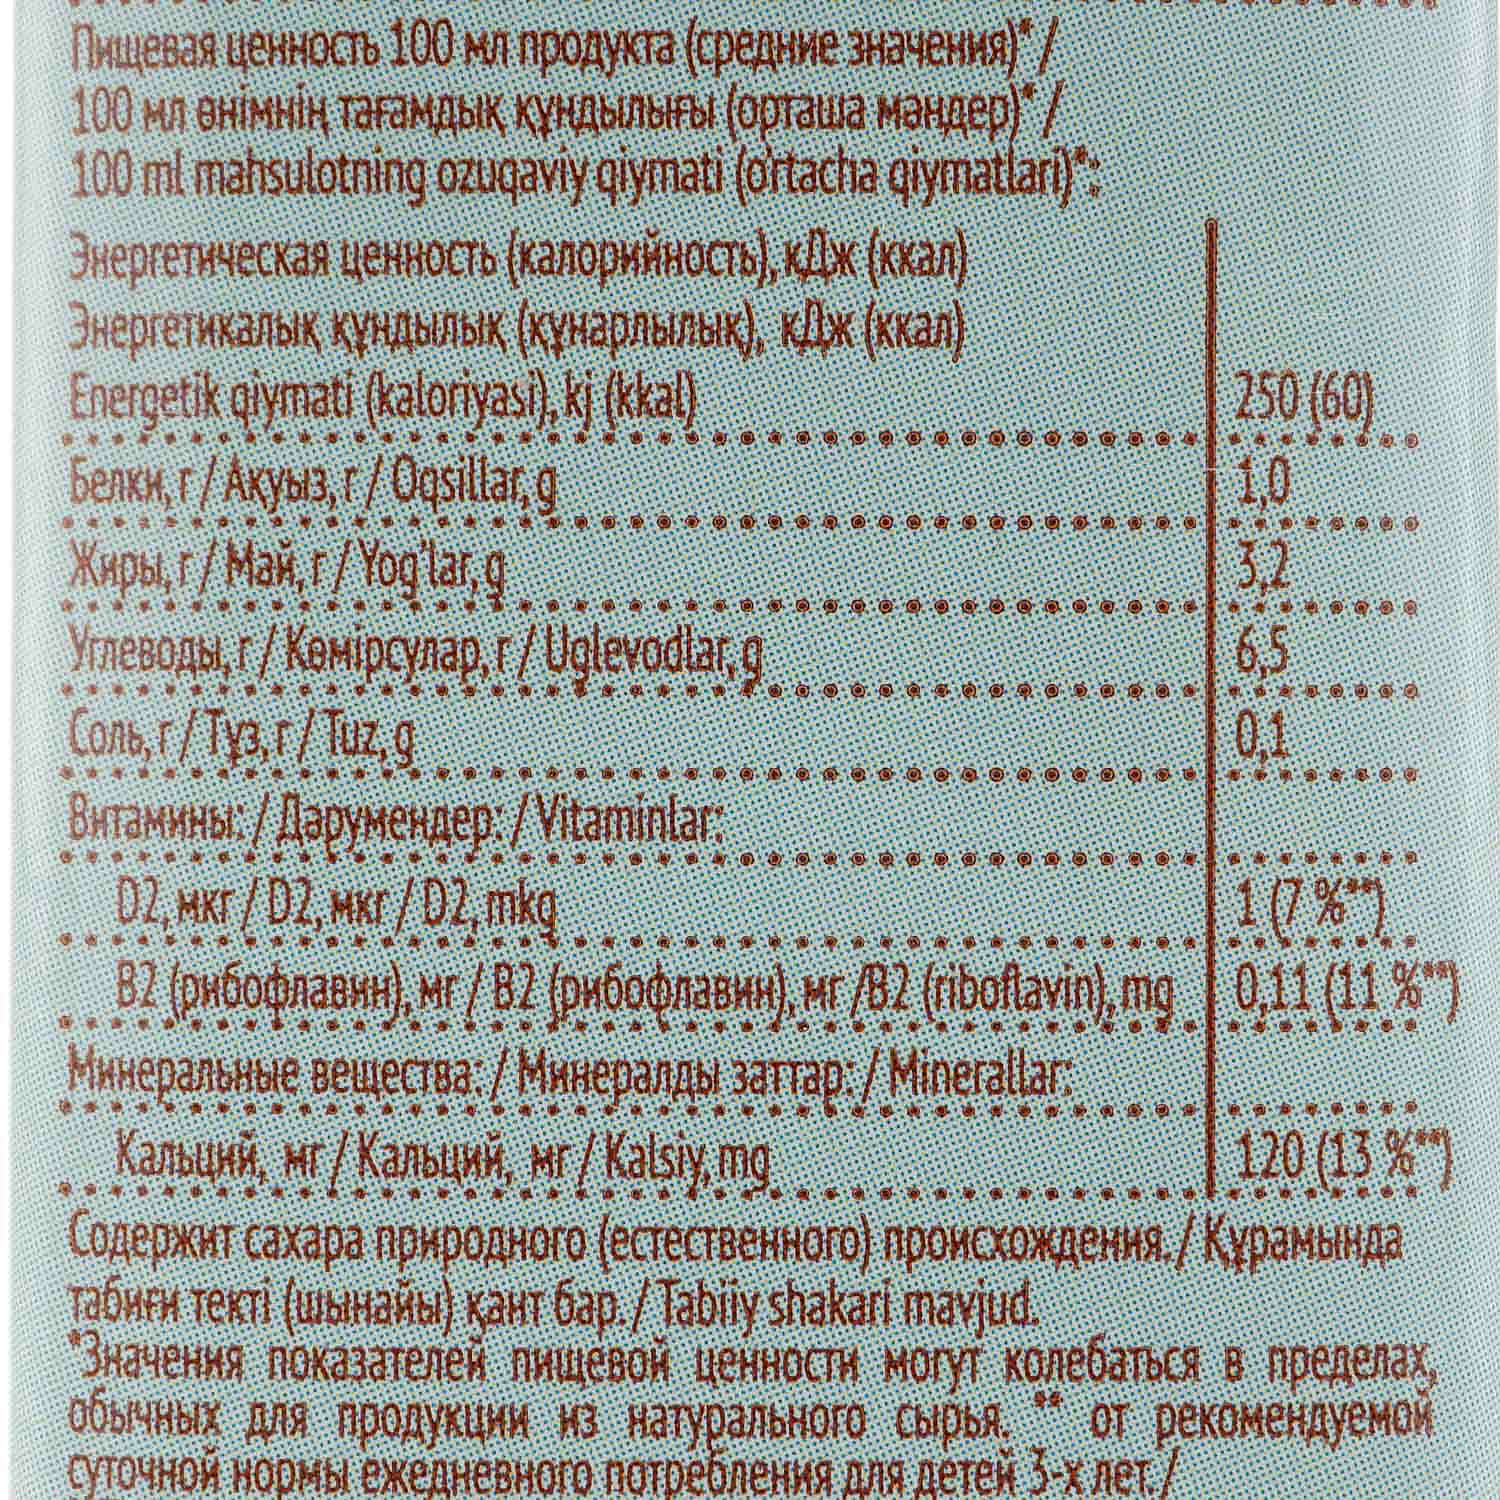 Пищевая ценность 100 мл продукта (средние значения)* /
100 мл өнімнің тағамдық құндылығы (орташа мәндер)* /
100 ml mahsulotning ozuqaviy qiymati (o'rtacha qiymatlari)*:
Энергетическая ценность (калорийность), кДж (ккал)
Энергетикалық құндылық (құнарлылық), кДж (ккал)
Energetik qiymati (kaloriyasi), kj (kkal) 250 (60)
Белки, г / Ақуыз, г / Oqsillar, g 1,0
Жиры, г / Май, г / Yog'lar, g 3,2
Углеводы, г / Көмірсулар, г / Uglevodlar, g 6,5
Соль, г / Тұз, г / Tuz, g 0,1
Витамины: / Дәрумендер: / Vitaminlar:
D2, мкг / D2, мкг / D2, mkg 1 (7 %**)
B2 (рибофлавин), мг / B2 (рибофлавин), мг /B2 (riboflavin), mg 0,11 (11 %**)
Минеральные вещества: / Минералды заттар: / Minerallar:
Кальций, мг / Кальций, мг / Kalsiy, mg 120 (13 %**)
Содержит сахара природного (естественного) происхождения. / Құрамында
табиғи текті (шынайы) қант бар. / Tabiiy shakari mavjud.
*Значения показателей пищевой ценности могут колебаться в пределах,
обычных для продукции из натурального сырья. ** от рекомендуемой
суточной нормы ежедневного потребления для детей 3-х лет. /